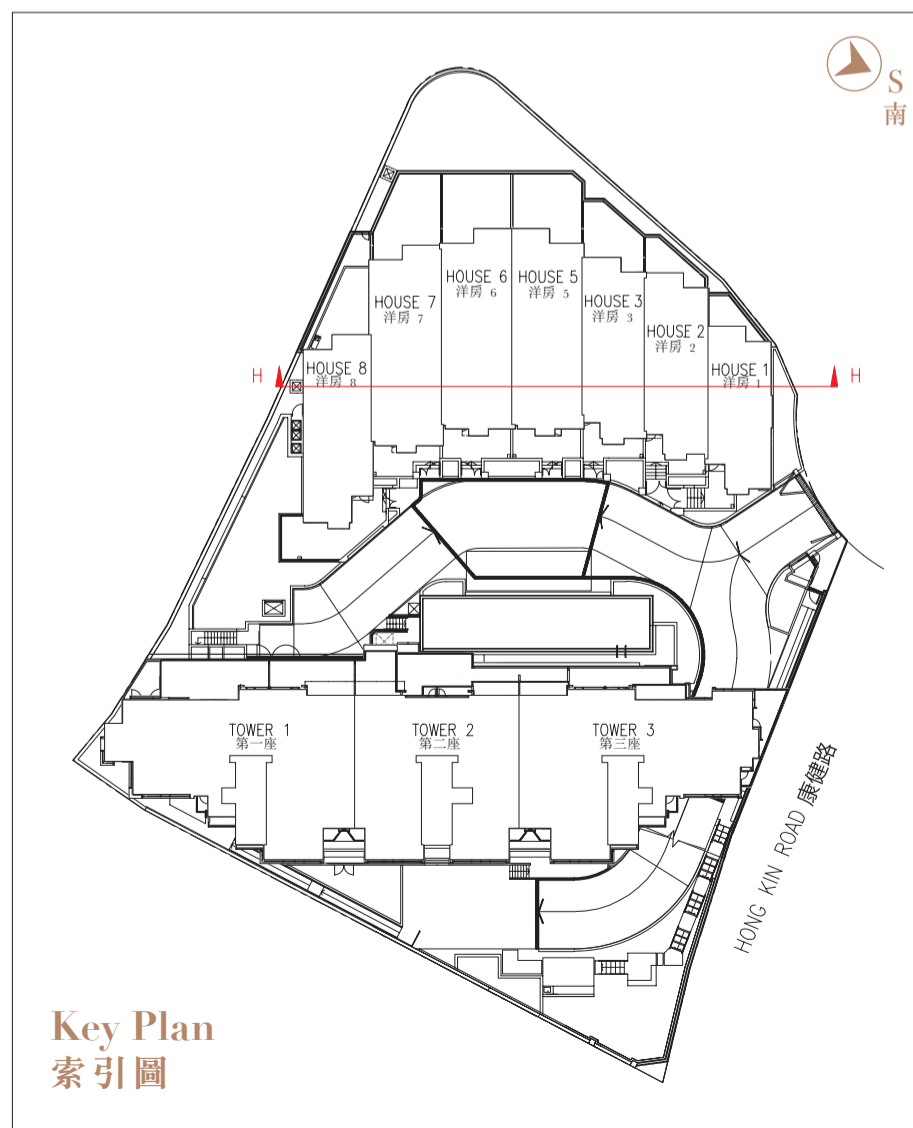 S
南
HOUSE 6
洋房 6
HOUSE 5
洋房 5
HOUSE 7
洋房 7
HOUSE 3
洋房 3
HOUSE 2
洋房 2
HOUSE 8
洋房 8
HOUSE 1
洋房 1
H
H
TOWER 1
第一座
TOWER 2
第二座
TOWER 3
第三座
HONG KIN ROAD 康健路
Key Plan
索引圖